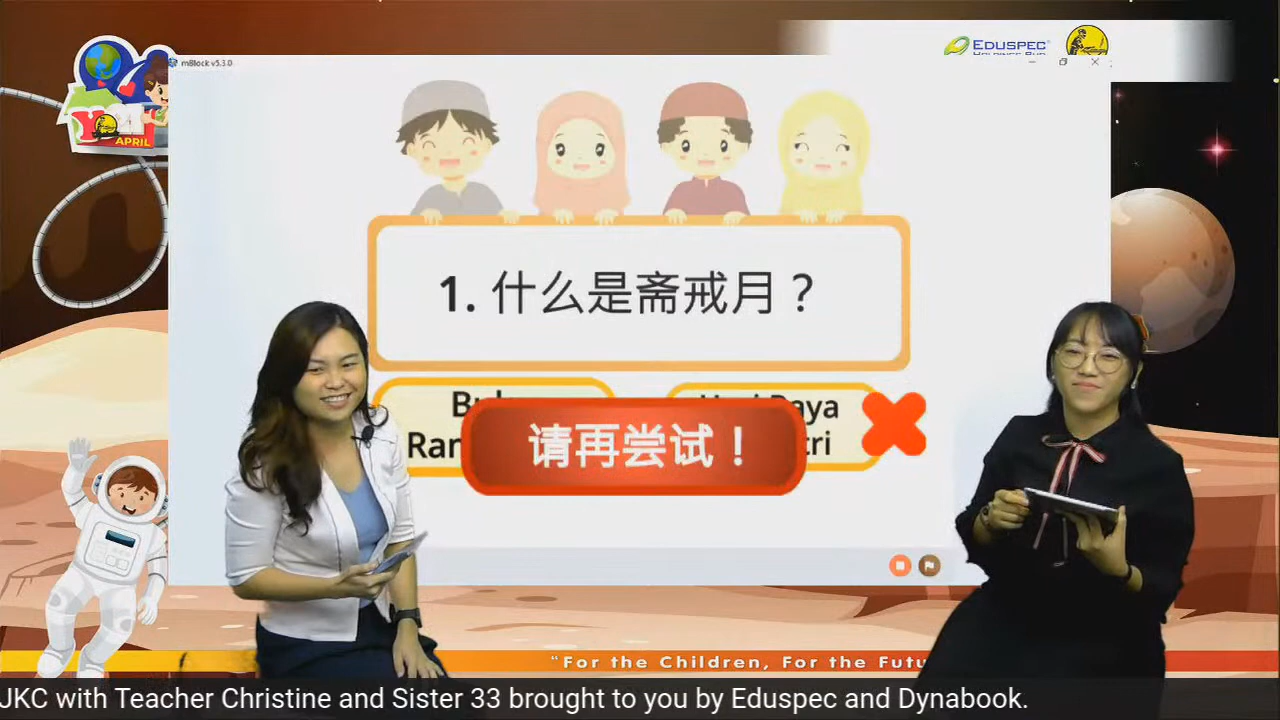 EDUSPEC
mBlock v5.3.0
APRIL
1. 什么是斋戒月？
Raya
请再尝试！
"For the Children, For the Futu
JKC with Teacher Christine and Sister 33 brought to you by Eduspec and Dynabook.